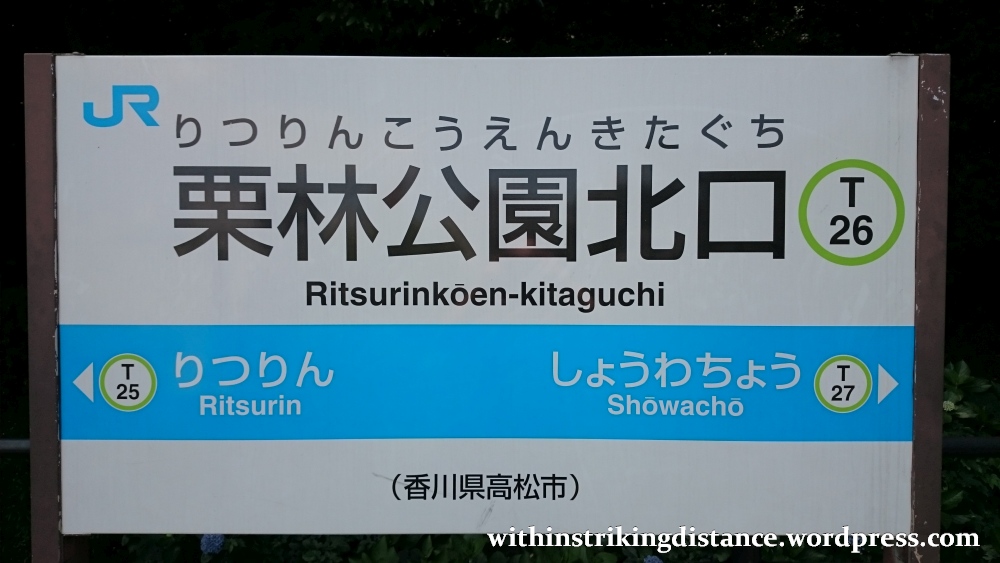 JR
りつりんこうえんきたぐち
栗林公園北口
T
26
Ritsurinkōen-kitaguchi
T
25
りつりん
Ritsurin
しょうわちょう
Shōwachō
T
27
(香川県高松市)
withinstrikingdistance.wordpress.com